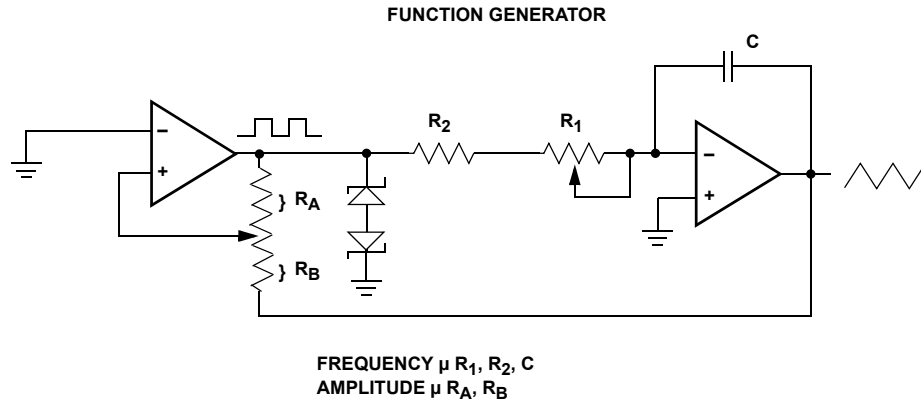 FUNCTION GENERATOR
C
R2
R1
−
+
} RA
} RB
−
+
FREQUENCY µ R1, R2, C
AMPLITUDE µ RA, RB